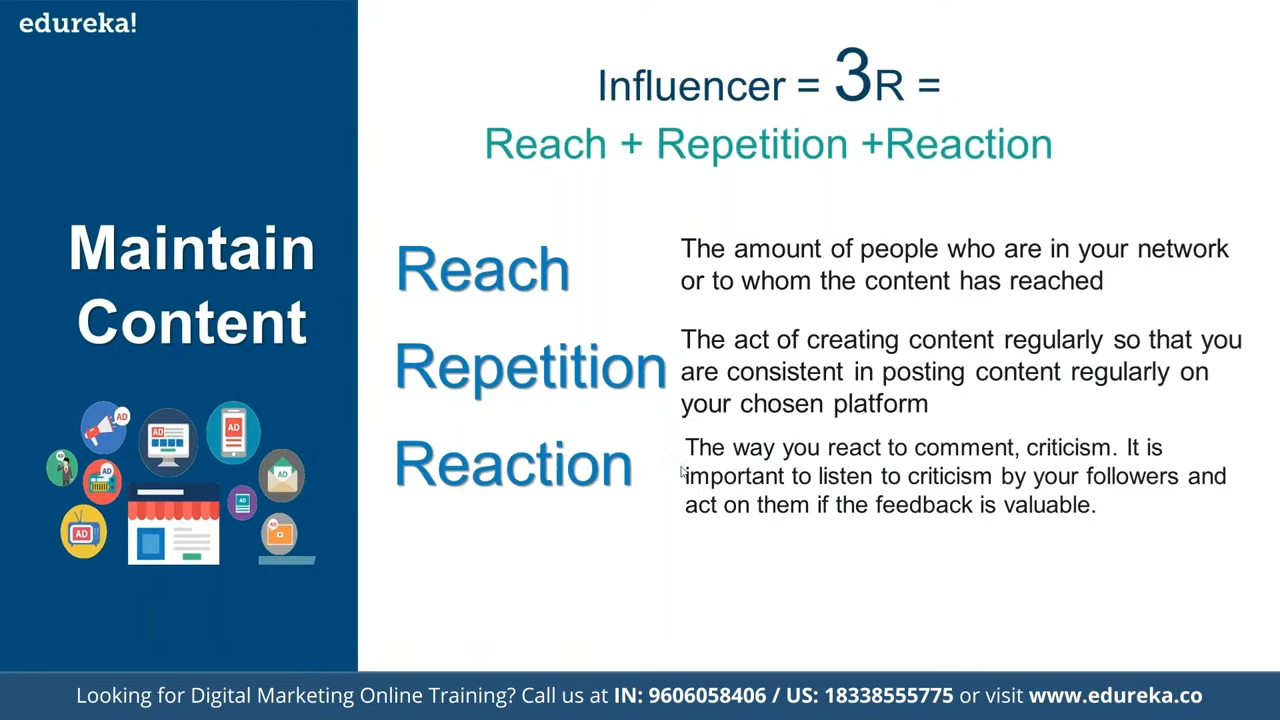 edureka!
Influencer = 3R =
Reach + Repetition +Reaction
Maintain
Content
Reach
The amount of people who are in your network
or to whom the content has reached
Repetition
The act of creating content regularly so that you
are consistent in posting content regularly on
your chosen platform
Reaction
The way you react to comment, criticism. It is
important to listen to criticism by your followers and
act on them if the feedback is valuable.
AD
AD
AD
AD
AD
AD
AD
AD
AD
Looking for Digital Marketing Online Training? Call us at IN: 9606058406 / US: 18338555775 or visit www.edureka.co